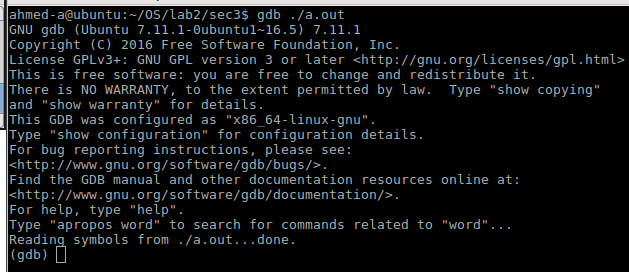 ahmed-a@ubuntu:~/OS/lab2/sec3$ gdb ./a.out
GNU gdb (Ubuntu 7.11.1-0ubuntu1~16.5) 7.11.1
Copyright (C) 2016 Free Software Foundation, Inc.
License GPLv3+: GNU GPL version 3 or later <http://gnu.org/licenses/gpl.html>
This is free software: you are free to change and redistribute it.
There is NO WARRANTY, to the extent permitted by law.  Type "show copying"
and "show warranty" for details.
This GDB was configured as "x86_64-linux-gnu".
Type "show configuration" for configuration details.
For bug reporting instructions, please see:
<http://www.gnu.org/software/gdb/bugs/>.
Find the GDB manual and other documentation resources online at:
<http://www.gnu.org/software/gdb/documentation/>.
For help, type "help".
Type "apropos word" to search for commands related to "word"...
Reading symbols from ./a.out...done.
(gdb)